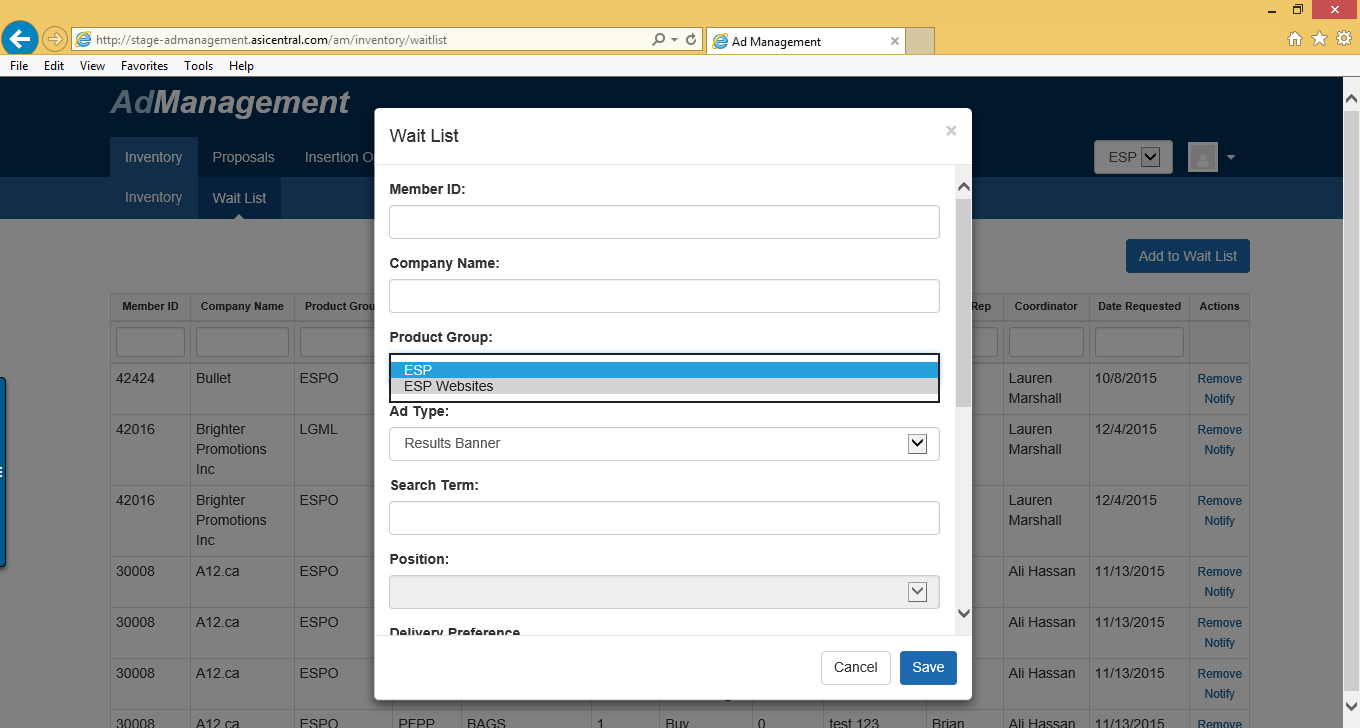 http://stage-admanagement.asicentral.com/am/inventory/waitlist
Ad Management
File Edit View Favorites Tools Help
AdManagement
Inventory Proposals Insertion O
ESP
Inventory Wait List
Add to Wait List
Wait List
Member ID:
Company Name:
Product Group:
ESP
ESP Websites
Ad Type:
Results Banner
Search Term:
Position:
Delivery Preference
Cancel Save
Member ID Company Name Product Grou Rep Coordinator Date Requested Actions
42424 Bullet ESPO Lauren Marshall 10/8/2015 Remove Notify
42016 Brighter Promotions Inc LGML Lauren Marshall 12/4/2015 Remove Notify
42016 Brighter Promotions Inc ESPO Lauren Marshall 12/4/2015 Remove Notify
30008 A12.ca ESPO Ali Hassan 11/13/2015 Remove Notify
30008 A12.ca ESPO Ali Hassan 11/13/2015 Remove Notify
30008 A12.ca ESPO Ali Hassan 11/13/2015 Remove Notify
30008 A12.ca ESPO PFPP BAGS 1 Buy 0 test 123 Brian Ali Hassan 11/13/2015 Remove